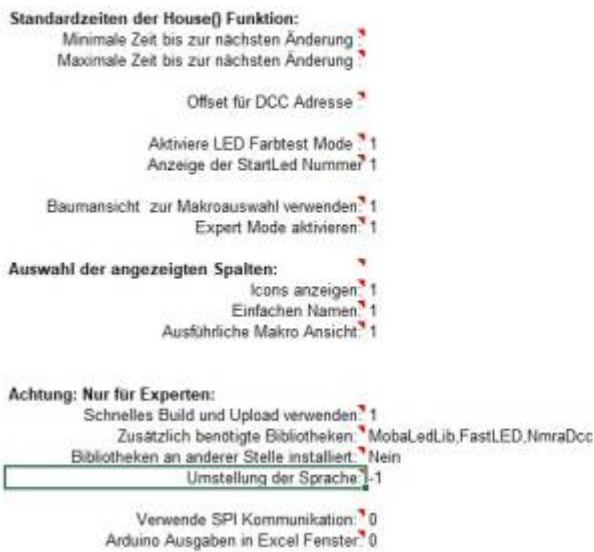 Standardzeiten der House() Funktion:
Minimale Zeit bis zur nächsten Änderung :
Maximale Zeit bis zur nächsten Änderung :
Offset für DCC Adresse :
Aktiviere LED Farbtest Mode : 1
Anzeige der StartLed Nummer 1
Baumansicht zur Makroauswahl verwenden: 1
Expert Mode aktivieren: 1
Auswahl der angezeigten Spalten:
Icons anzeigen: 1
Einfachen Namen: 1
Ausführliche Makro Ansicht: 1
Achtung: Nur für Experten:
Schnelles Build und Upload verwenden: 1
Zusätzlich benötigte Bibliotheken: MobaLedLib,FastLED,NmraDcc
Bibliotheken an anderer Stelle installiert: Nein
Umstellung der Sprache: -1
Verwende SPI Kommunikation: 0
Arduino Ausgaben in Excel Fenster: 0